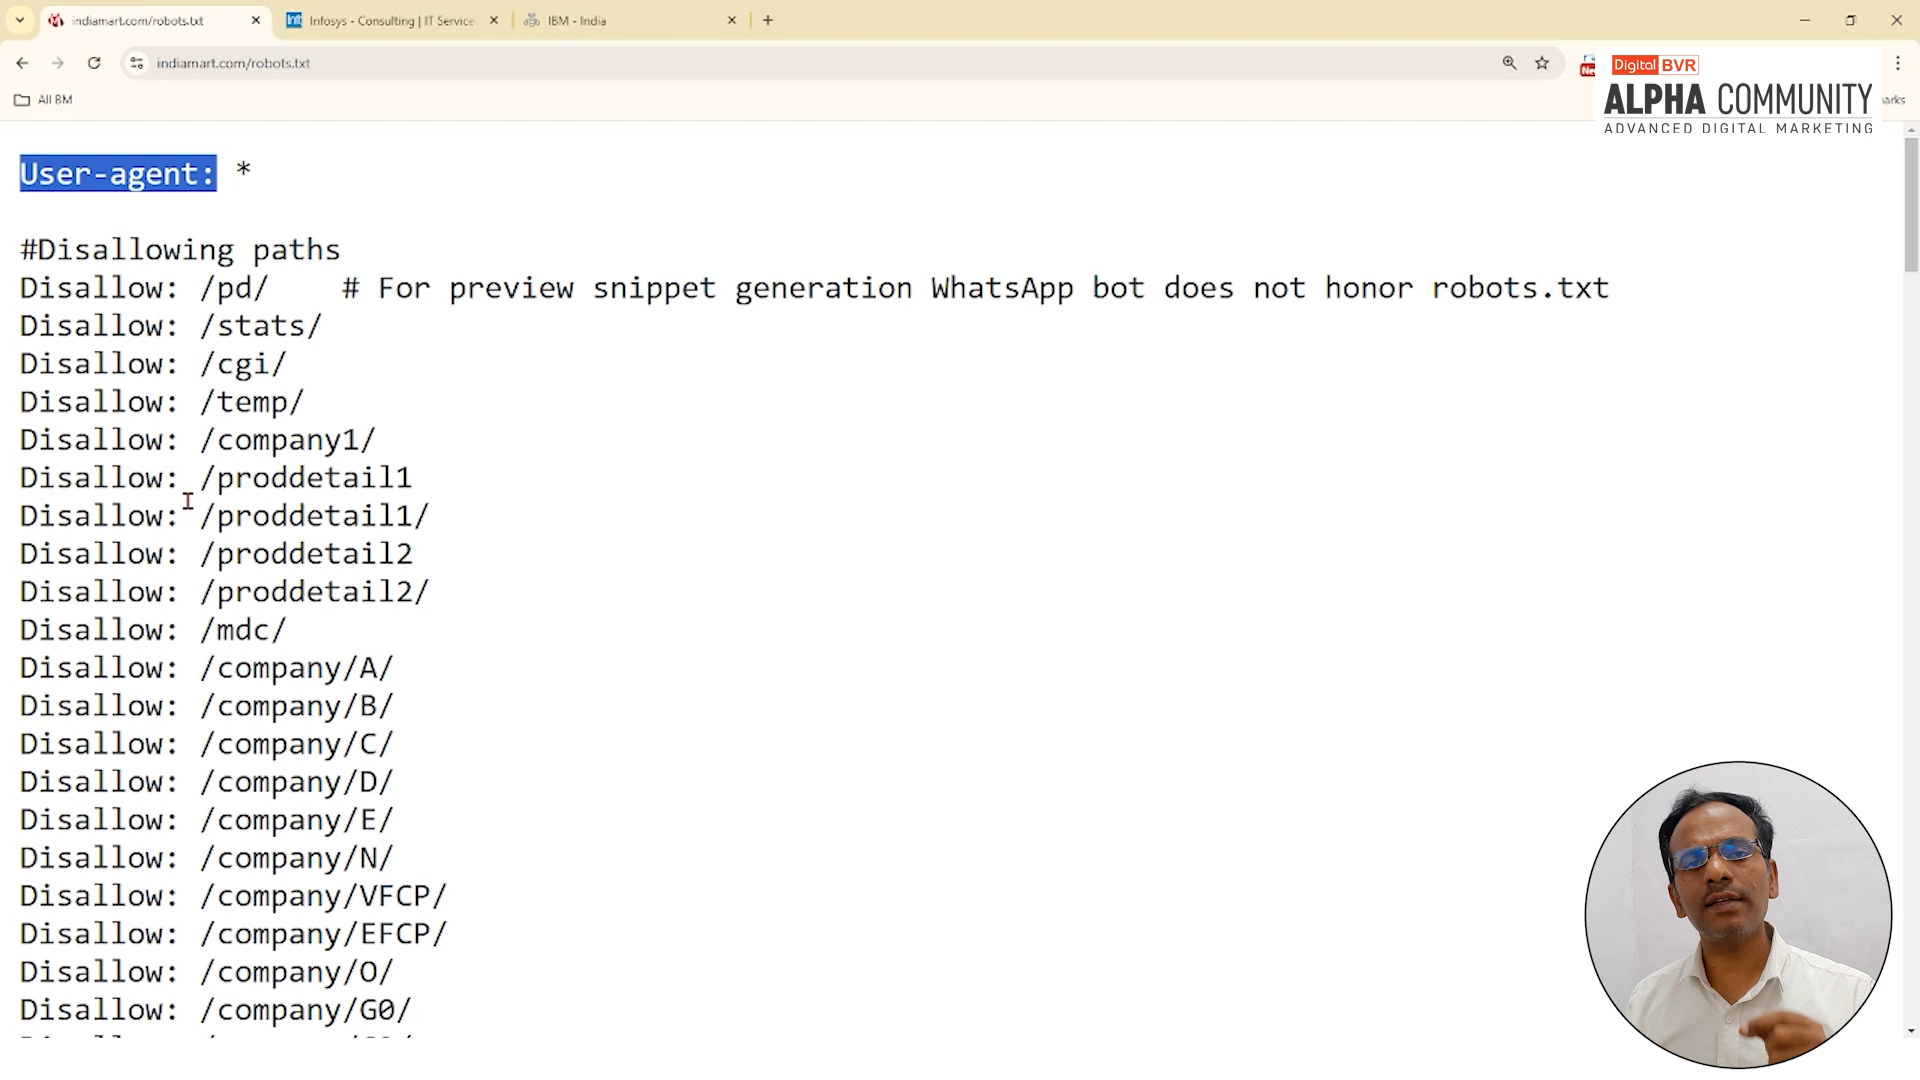 indiamart.com/robots.txt
Infosys - Consulting | IT Service
IBM - India
indiamart.com/robots.txt
All BM
Digital BVR
ALPHA COMMUNITY
ADVANCED DIGITAL MARKETING
User-agent: *
#Disallowing paths
Disallow: /pd/    # For preview snippet generation WhatsApp bot does not honor robots.txt
Disallow: /stats/
Disallow: /cgi/
Disallow: /temp/
Disallow: /company1/
Disallow: /proddetail1
Disallow: /proddetail1/
Disallow: /proddetail2
Disallow: /proddetail2/
Disallow: /mdc/
Disallow: /company/A/
Disallow: /company/B/
Disallow: /company/C/
Disallow: /company/D/
Disallow: /company/E/
Disallow: /company/N/
Disallow: /company/VFCP/
Disallow: /company/EFCP/
Disallow: /company/O/
Disallow: /company/G0/